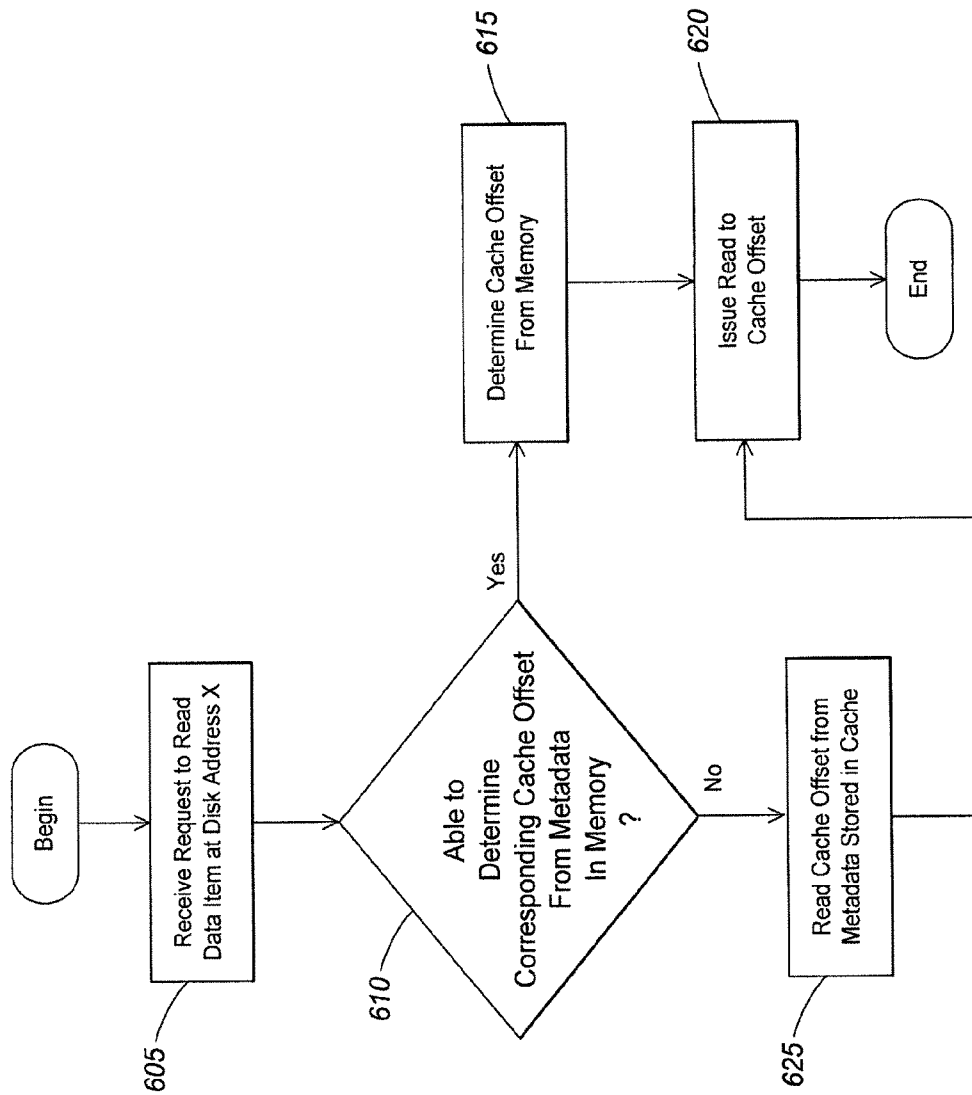 Begin
Receive Request to Read
Data Item at Disk Address X
605
Able to
Determine
Corresponding Cache Offset
From Metadata
In Memory
?
610
Yes
Determine Cache Offset
From Memory
615
Issue Read to
Cache Offset
620
End
No
Read Cache Offset from
Metadata Stored in Cache
625